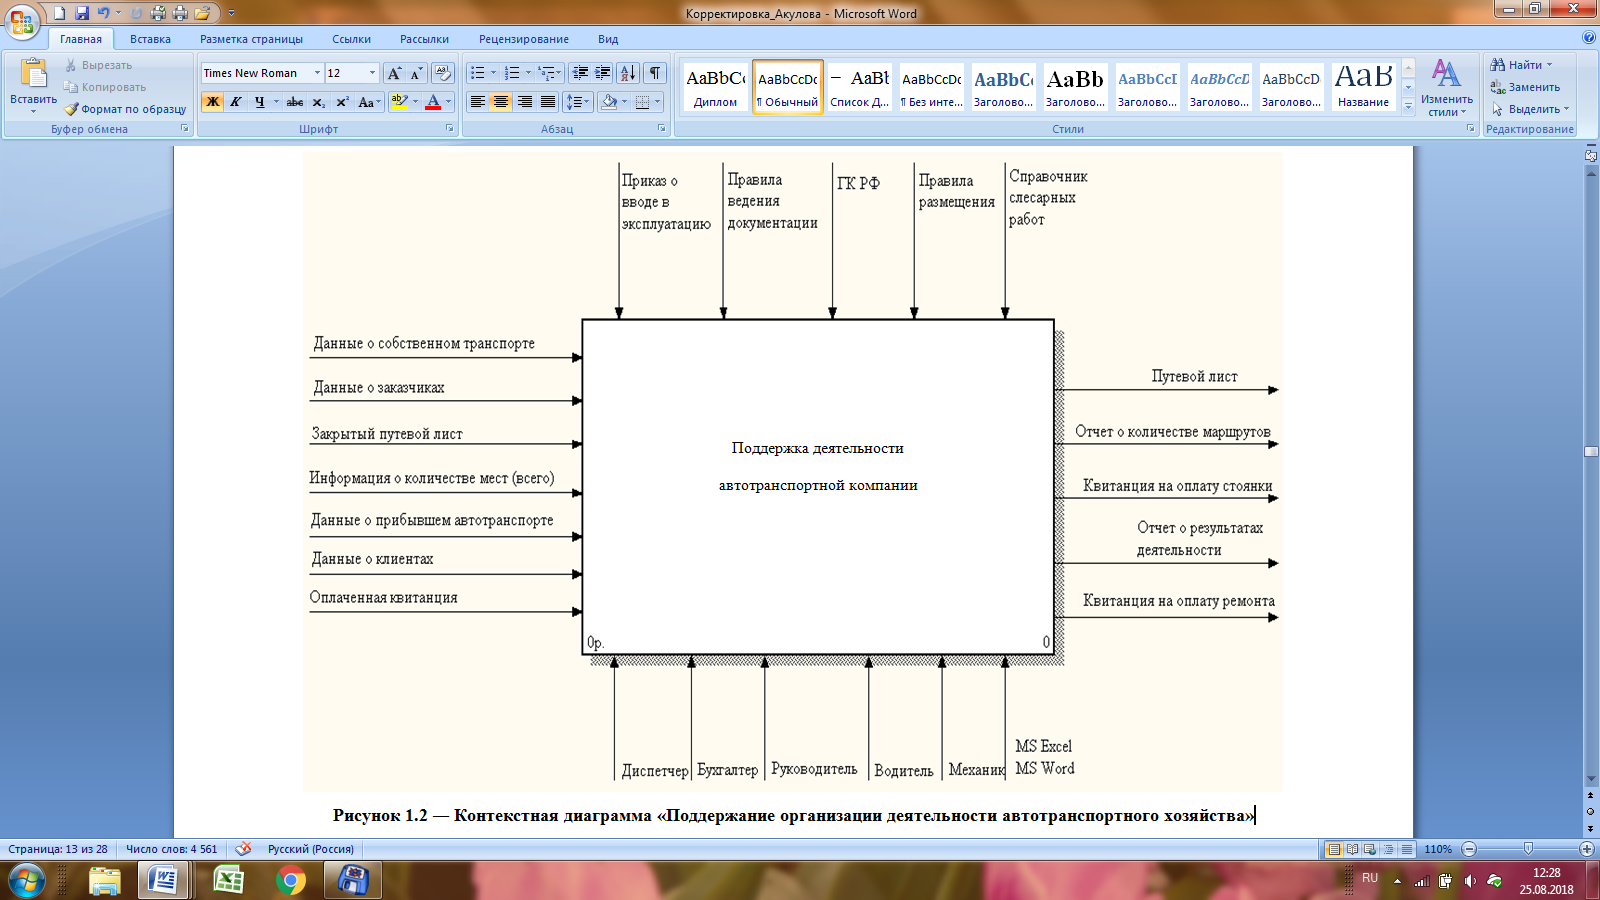 Корректировка_Акулова - Microsoft Word
Главная Вставка Разметка страницы Ссылки Рассылки Рецензирование Вид
Вставить
Вырезать
Копировать
Формат по образцу
Буфер обмена
Times New Roman 12
Ж К Ч abc x₂ x² Aa
Шрифт
Абзац
AaBbCc AaBbCcDc AaBb AaBbCcDc AaBbCc AaBb AaBbCcI AaBbCcD AaBbCcD AaB
Диплом ¶ Обычный Список Д... ¶ Без инте... Заголово... Заголово... Заголово... Заголово... Заголово... Название
Стили
Изменить
стили
Найти
Заменить
Выделить
Редактирование
Приказ о
вводе в
эксплуатацию
Правила
ведения
документации
ГК РФ
Правила
размещения
Справочник
слесарных
работ
Данные о собственном транспорте
Данные о заказчиках
Закрытый путевой лист
Информация о количестве мест (всего)
Данные о прибывшем автотранспорте
Данные о клиентах
Оплаченная квитанция
Поддержка деятельности
автотранспортной компании
0р. 0
Путевой лист
Отчет о количестве маршрутов
Квитанция на оплату стоянки
Отчет о результатах
деятельности
Квитанция на оплату ремонта
Диспетчер
Бухгалтер
Руководитель
Водитель
Механик
MS Excel
MS Word
Рисунок 1.2 — Контекстная диаграмма «Поддержание организации деятельности автотранспортного хозяйства»
Страница: 13 из 28 Число слов: 4 561 Русский (Россия) 110%
RU
12:28
25.08.2018